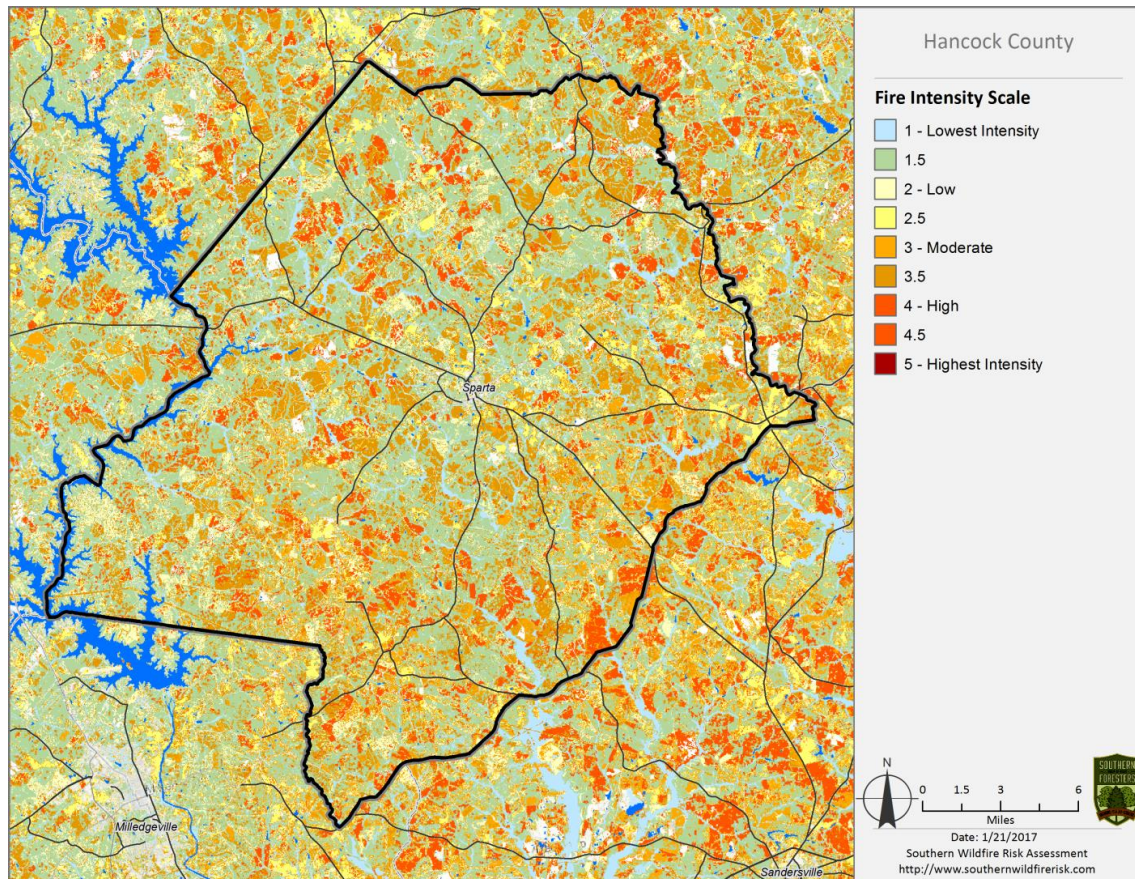 Hancock County
Fire Intensity Scale
1 - Lowest Intensity
1.5
2 - Low
2.5
3 - Moderate
3.5
4 - High
4.5
5 - Highest Intensity
Sparta
Milledgeville
Sandersville
N
0 1.5 3 6
Miles
SOUTHERN
FORESTERS
Date: 1/21/2017
Southern Wildfire Risk Assessment
http://www.southernwildfirerisk.com